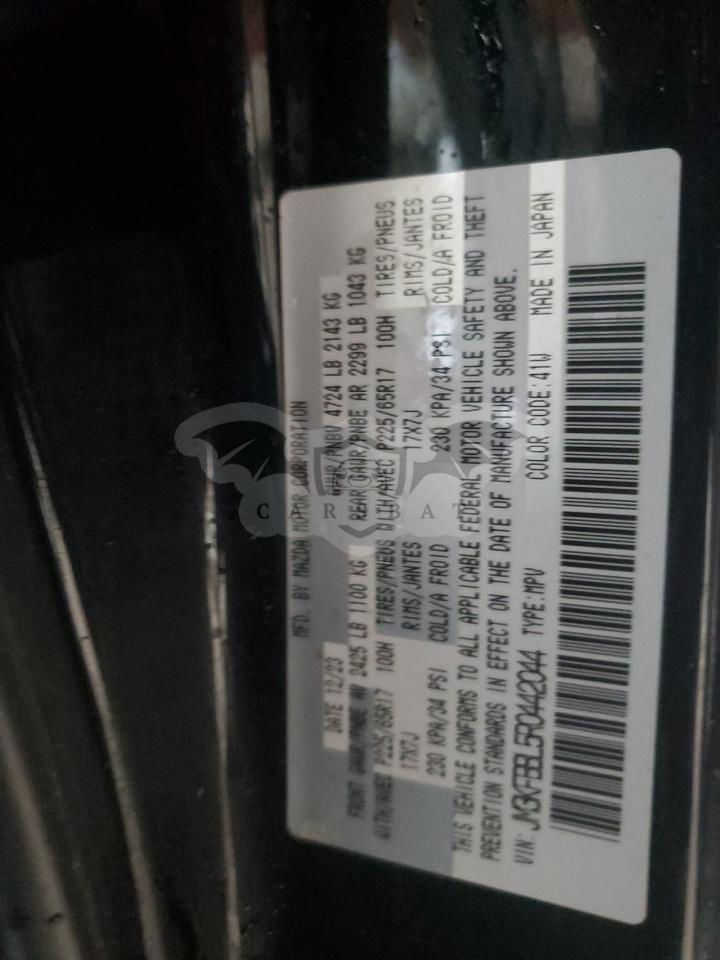 MFD. BY MAZDA MOTOR CORPORATION
DATE 12/23 GVWR/PNBV 4724 LB 2143 KG
FRONT GAWR/PNBE AV 2425 LB 1100 KG REAR GAWR/PNBE AR 2299 LB 1043 KG
WITH/AVEC P225/65R17 100H TIRES/PNEUS WITH/AVEC P225/65R17 100H TIRES/PNEUS
17X7J RIMS/JANTES 17X7J RIMS/JANTES
230 KPA/34 PSI COLD/A FROID 230 KPA/34 PSI COLD/A FROID
THIS VEHICLE CONFORMS TO ALL APPLICABLE FEDERAL MOTOR VEHICLE SAFETY AND THEFT
PREVENTION STANDARDS IN EFFECT ON THE DATE OF MANUFACTURE SHOWN ABOVE.
VIN: JM3KFBBL5R0442044 TYPE:MPV COLOR CODE:41W MADE IN JAPAN